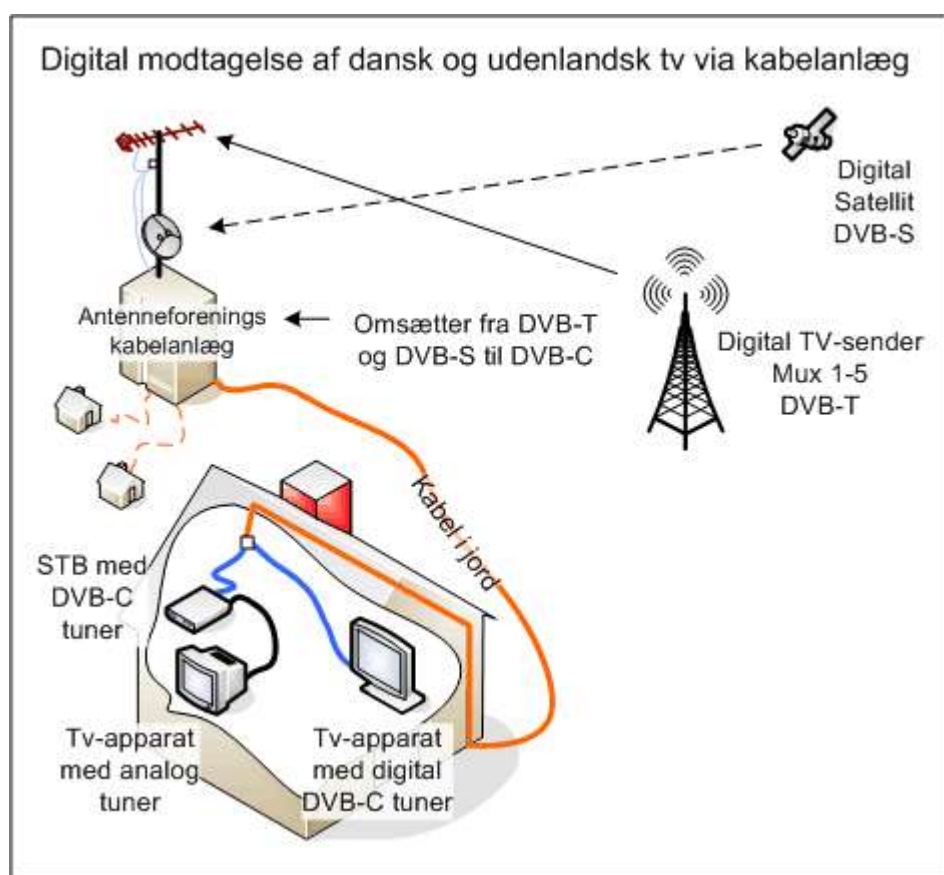 Digital modtagelse af dansk og udenlandsk tv via kabelanlæg
Digital
Satellit
DVB-S
Antenneforenings
kabelanlæg
Omsætter fra DVB-T
og DVB-S til DVB-C
Digital TV-sender
Mux 1-5
DVB-T
Kabel i jord
STB med
DVB-C
tuner
Tv-apparat
med analog
tuner
Tv-apparat
med digital
DVB-C tuner